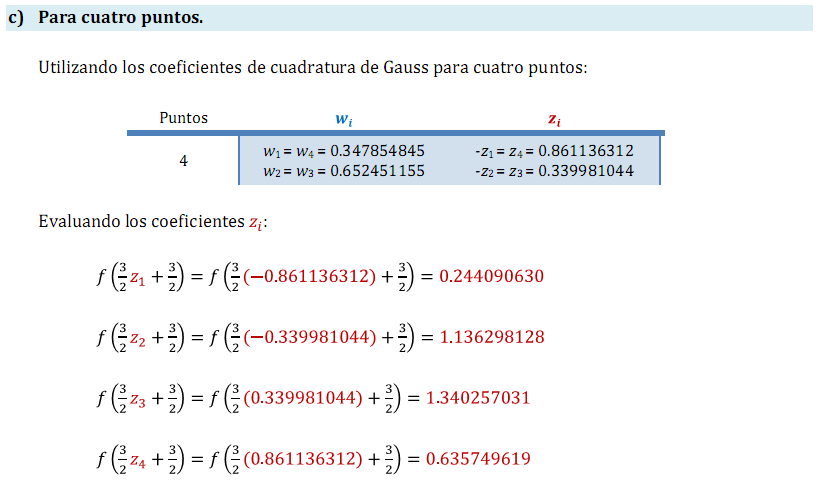 c) Para cuatro puntos.
Utilizando los coeficientes de cuadratura de Gauss para cuatro puntos:
Puntos wᵢ zᵢ
4
w₁ = w₄ = 0.347854845 -z₁ = z₄ = 0.861136312
w₂ = w₃ = 0.652451155 -z₂ = z₃ = 0.339981044
Evaluando los coeficientes zᵢ:
f(3/2 z₁ + 3/2) = f(3/2 (−0.861136312) + 3/2) = 0.244090630
f(3/2 z₂ + 3/2) = f(3/2 (−0.339981044) + 3/2) = 1.136298128
f(3/2 z₃ + 3/2) = f(3/2 (0.339981044) + 3/2) = 1.340257031
f(3/2 z₄ + 3/2) = f(3/2 (0.861136312) + 3/2) = 0.635749619